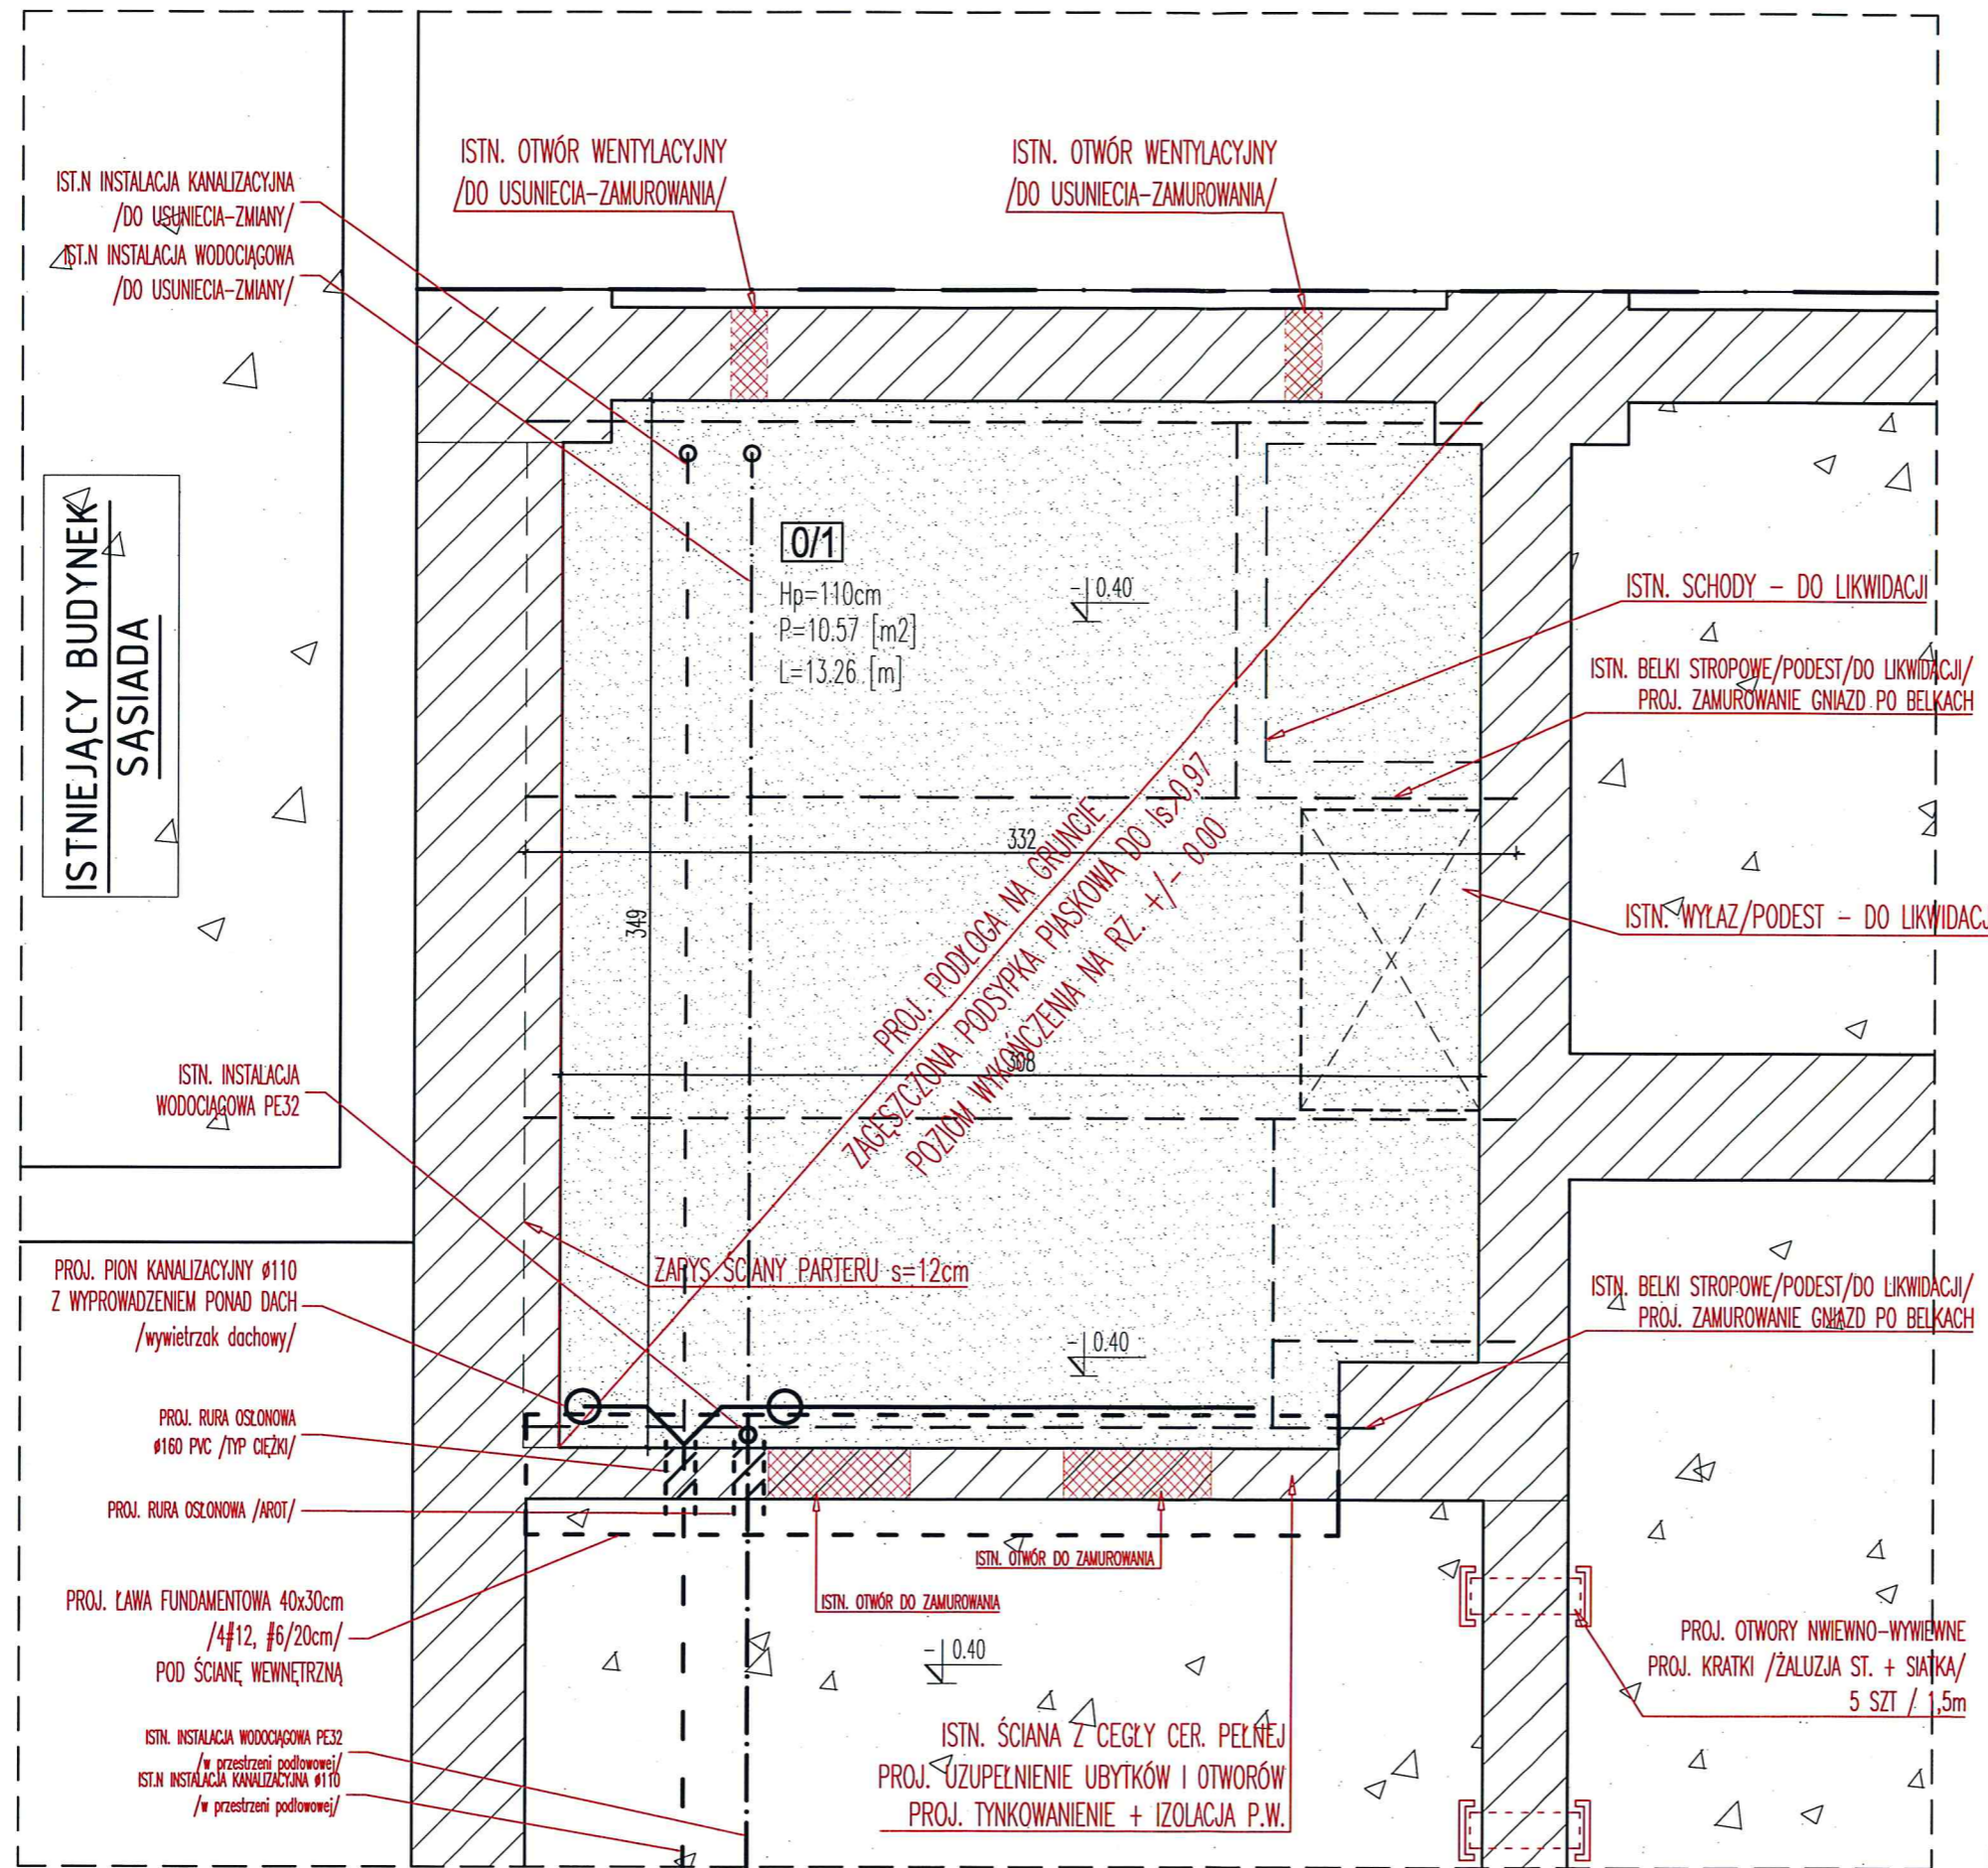 ISTN. OTWÓR WENTYLACYJNY
/DO USUNIECIA-ZAMUROWANIA/
ISTN. OTWÓR WENTYLACYJNY
/DO USUNIECIA-ZAMUROWANIA/
IST.N INSTALACJA KANALIZACYJNA
/DO USUNIECIA-ZMIANY/
IST.N INSTALACJA WODOCIĄGOWA
/DO USUNIECIA-ZMIANY/
ISTNIEJĄCY BUDYNEK
SĄSIADA
0/1
Hp=110cm
P=10.57 [m2]
L=13.26 [m]
- 0.40
ISTN. SCHODY - DO LIKWIDACJI
ISTN. BELKI STROPOWE/PODEST/DO LIKWIDACJI/
PROJ. ZAMUROWANIE GNIAZD PO BELKACH
332
349
ISTN. WYŁAZ/PODEST - DO LIKWIDACJ
PROJ. PODŁOGA NA GRUNCIE
ZAGĘSZCZONA PODSYPKA PIASKOWA DO Is>0,97
POZIOM WYKOŃCZENIA NA RZ. +/- 0.00
308
ISTN. INSTALACJA
WODOCIĄGOWA PE32
ZARYS ŚCIANY PARTERU s=12cm
PROJ. PION KANALIZACYJNY ø110
Z WYPROWADZENIEM PONAD DACH
/wywietrzak dachowy/
- 0.40
ISTN. BELKI STROPOWE/PODEST/DO LIKWIDACJI/
PROJ. ZAMUROWANIE GNIAZD PO BELKACH
PROJ. RURA OSŁONOWA
ø160 PVC /TYP CIĘŻKI/
PROJ. RURA OSŁONOWA /AROT/
ISTN. OTWÓR DO ZAMUROWANIA
ISTN. OTWÓR DO ZAMUROWANIA
PROJ. ŁAWA FUNDAMENTOWA 40x30cm
/4#12, #6/20cm/
POD ŚCIANĘ WEWNĘTRZNĄ
- 0.40
PROJ. OTWORY NWIEWNO-WYWIEWNE
PROJ. KRATKI /ŻALUZJA ST. + SIATKA/
5 SZT / 1,5m
ISTN. INSTALACJA WODOCIĄGOWA PE32
/w przestrzeni podłowowej/
IST.N INSTALACJA KANALIZACYJNA ø110
/w przestrzeni podłowowej/
ISTN. ŚCIANA Z CEGŁY CER. PEŁNEJ
PROJ. UZUPEŁNIENIE UBYTKÓW I OTWORÓW
PROJ. TYNKOWANIENIE + IZOLACJA P.W.